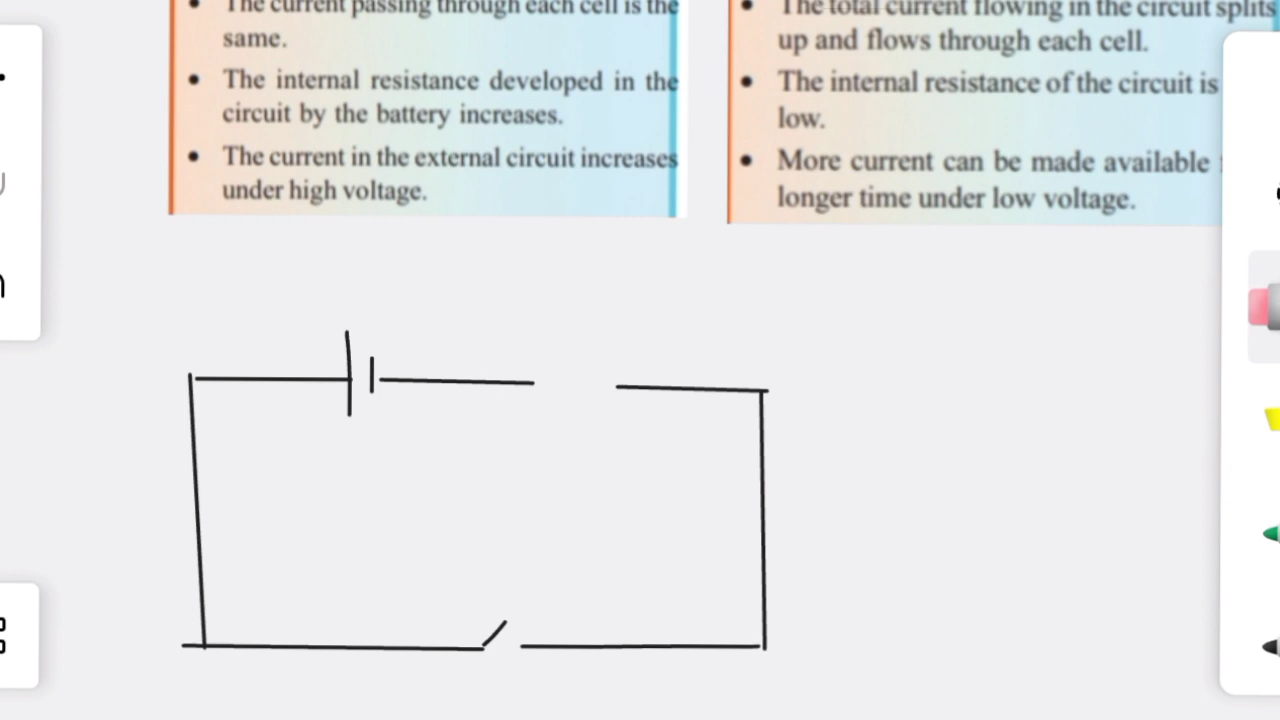 The current passing through each cell is the
same.
• The internal resistance developed in the
circuit by the battery increases.
• The current in the external circuit increases
under high voltage.
The total current flowing in the circuit splits
up and flows through each cell.
• The internal resistance of the circuit is
low.
• More current can be made available
longer time under low voltage.